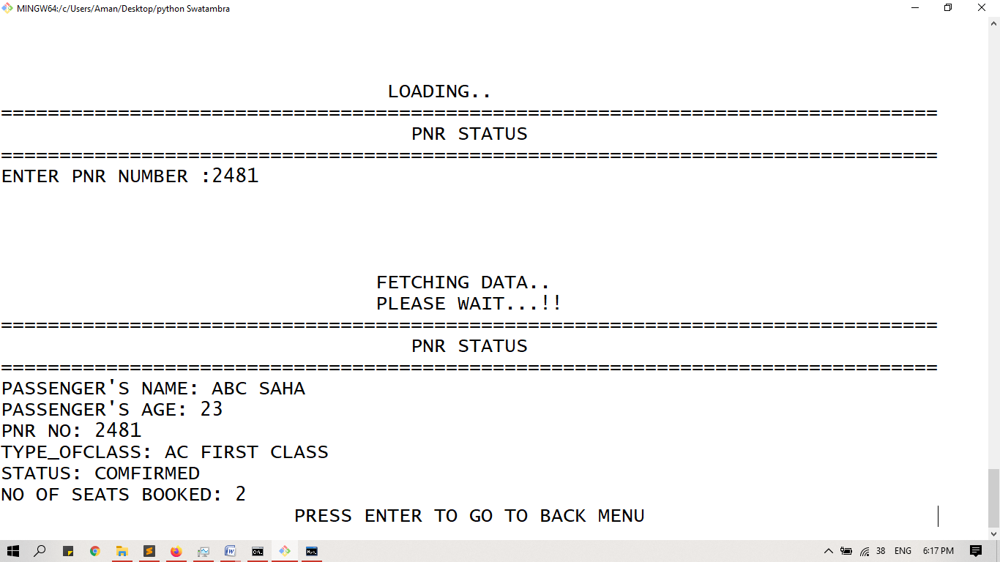 MINGW64:/c/Users/Aman/Desktop/python Swatambra
LOADING..
================================================================================
PNR STATUS
================================================================================
ENTER PNR NUMBER :2481
FETCHING DATA..
PLEASE WAIT...!!
================================================================================
PNR STATUS
================================================================================
PASSENGER'S NAME: ABC SAHA
PASSENGER'S AGE: 23
PNR NO: 2481
TYPE_OFCLASS: AC FIRST CLASS
STATUS: COMFIRMED
NO OF SEATS BOOKED: 2
PRESS ENTER TO GO TO BACK MENU
38 ENG 6:17 PM